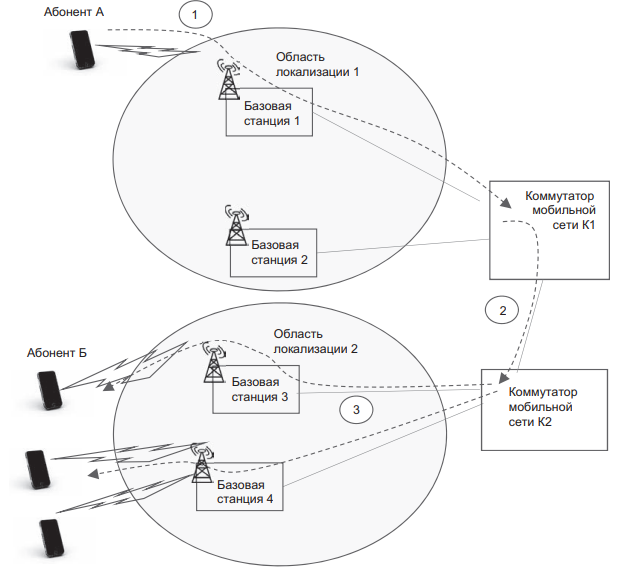 Абонент А
1
Область
локализации 1
Базовая
станция 1
Коммутатор
мобильной
сети К1
Базовая
станция 2
2
Область
локализации 2
Абонент Б
Базовая
станция 3
3
Коммутатор
мобильной
сети К2
Базовая
станция 4